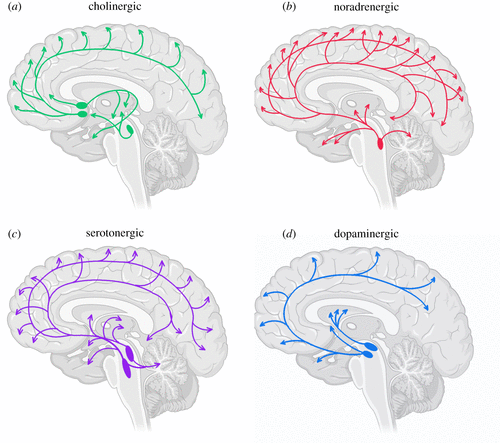 (a) cholinergic
(b) noradrenergic
(c) serotonergic
(d) dopaminergic